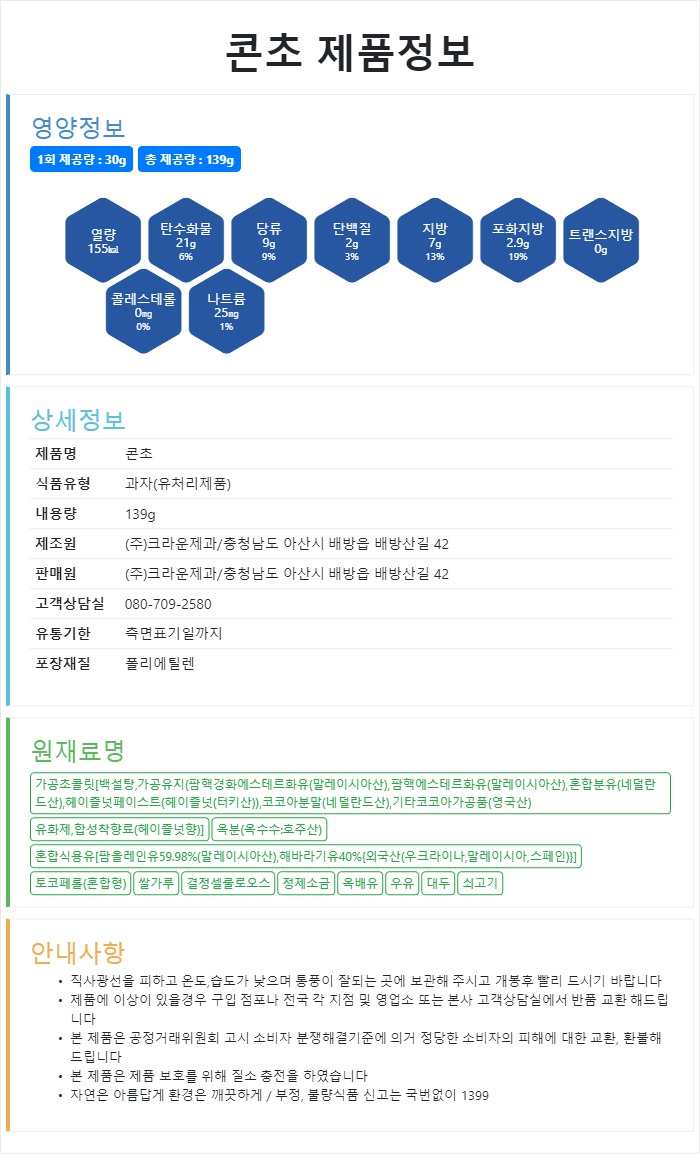 콘초 제품정보
영양정보
1회 제공량 : 30g 총 제공량 : 139g
열량
155㎉
탄수화물
21g
6%
당류
9g
9%
단백질
2g
3%
지방
7g
13%
포화지방
2.9g
19%
트랜스지방
0g
콜레스테롤
0㎎
0%
나트륨
25㎎
1%
상세정보
제품명 콘초
식품유형 과자(유처리제품)
내용량 139g
제조원 (주)크라운제과/충청남도 아산시 배방읍 배방산길 42
판매원 (주)크라운제과/충청남도 아산시 배방읍 배방산길 42
고객상담실 080-709-2580
유통기한 측면표기일까지
포장재질 폴리에틸렌
원재료명
가공초콜릿[백설탕,가공유지(팜핵경화에스테르화유(말레이시아산),팜핵에스테르화유(말레이시아산),혼합분유(네덜란
드산),헤이즐넛페이스트(헤이즐넛(터키산)),코코아분말(네덜란드산),기타코코아가공품(영국산)
유화제,합성착향료(헤이즐넛향)] 옥분(옥수수:호주산)
혼합식용유[팜올레인유59.98%(말레이시아산),해바라기유40%(외국산(우크라이나,말레이시아,스페인))]
토코페롤(혼합형) 쌀가루 결정셀룰로오스 정제소금 옥배유 우유 대두 쇠고기
안내사항
• 직사광선을 피하고 온도,습도가 낮으며 통풍이 잘되는 곳에 보관해 주시고 개봉후 빨리 드시기 바랍니다
• 제품에 이상이 있을경우 구입 점포나 전국 각 지점 및 영업소 또는 본사 고객상담실에서 반품 교환 해드립
니다
• 본 제품은 공정거래위원회 고시 소비자 분쟁해결기준에 의거 정당한 소비자의 피해에 대한 교환, 환불해
드립니다
• 본 제품은 제품 보호를 위해 질소 충전을 하였습니다
• 자연은 아름답게 환경은 깨끗하게 / 부정, 불량식품 신고는 국번없이 1399